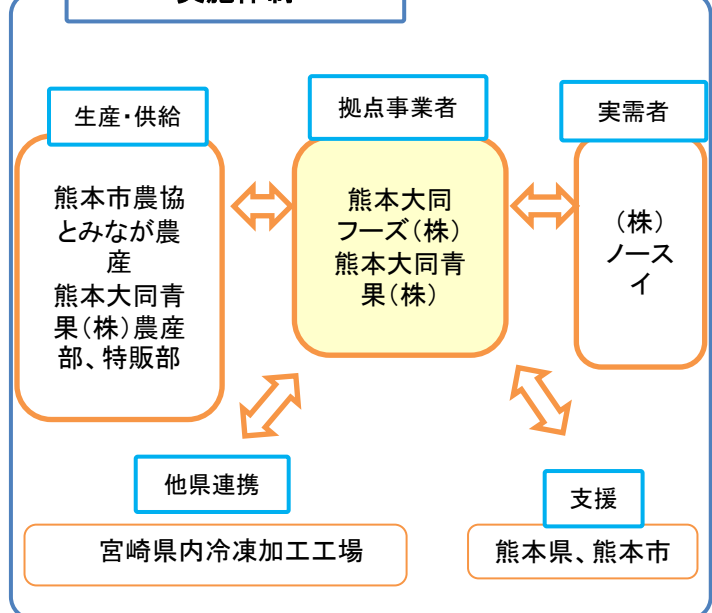 生産・供給
熊本市農協
とみなが農
産
熊本大同青
果(株)農産
部、特販部
拠点事業者
熊本大同
フーズ(株)
熊本大同青
果(株)
実需者
(株)
ノース
イ
他県連携
宮崎県内冷凍加工工場
支援
熊本県、熊本市